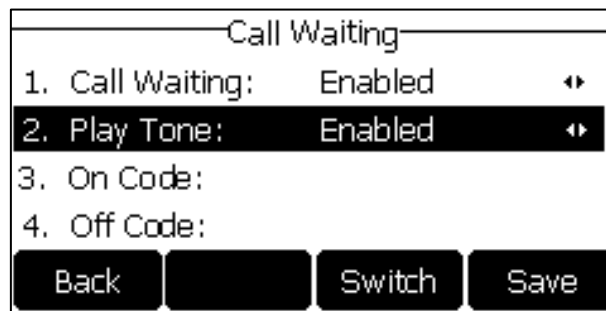 Call Waiting
1. Call Waiting: Enabled
2. Play Tone: Enabled
3. On Code:
4. Off Code:
Back Switch Save